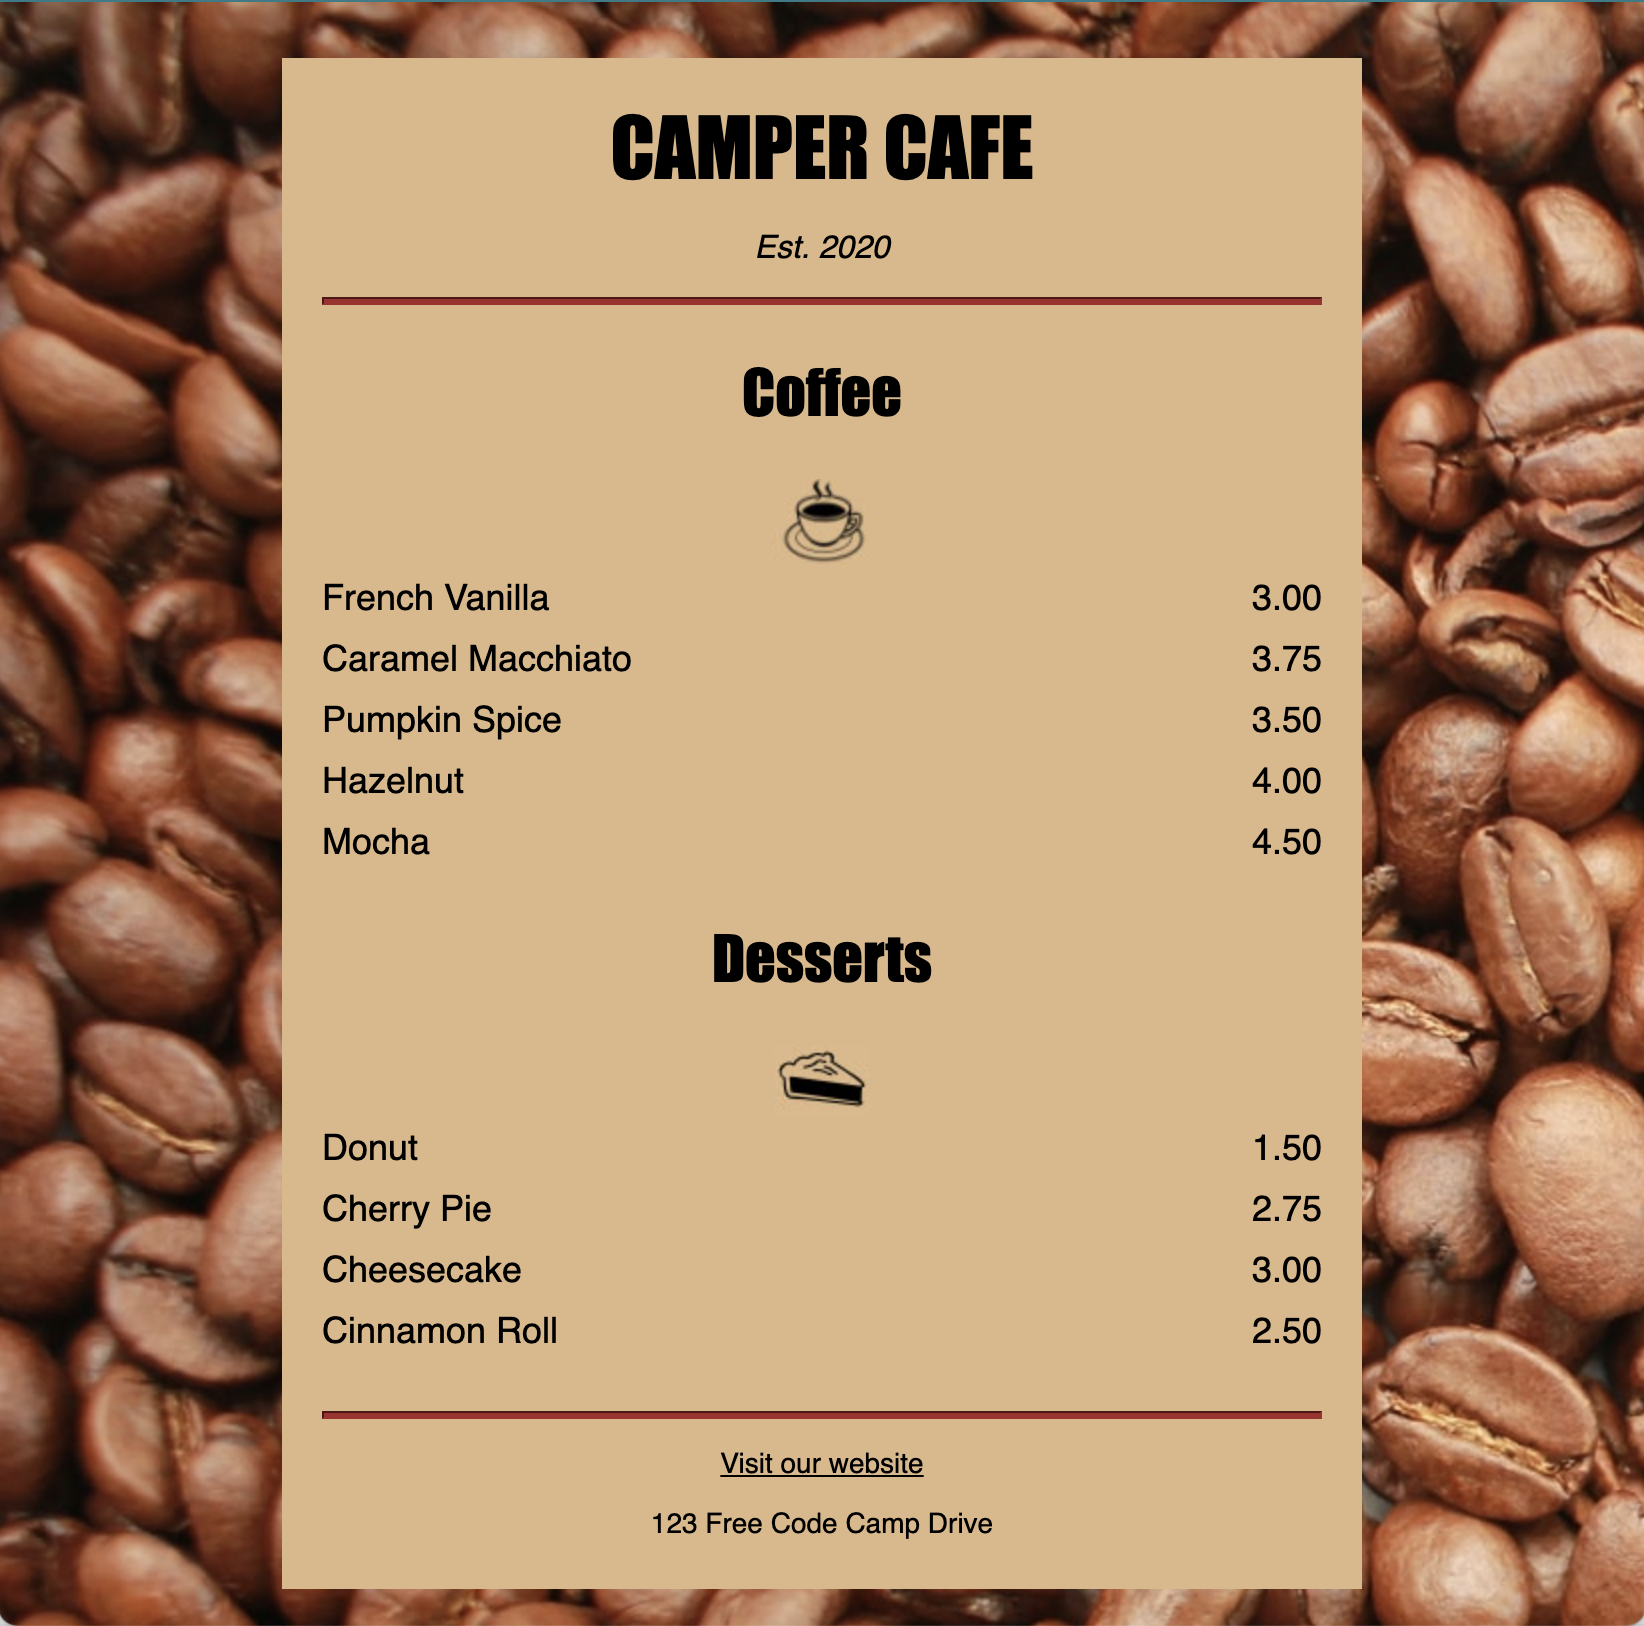 CAMPER CAFE
Est. 2020
Coffee
French Vanilla 3.00
Caramel Macchiato 3.75
Pumpkin Spice 3.50
Hazelnut 4.00
Mocha 4.50
Desserts
Donut 1.50
Cherry Pie 2.75
Cheesecake 3.00
Cinnamon Roll 2.50
Visit our website
123 Free Code Camp Drive